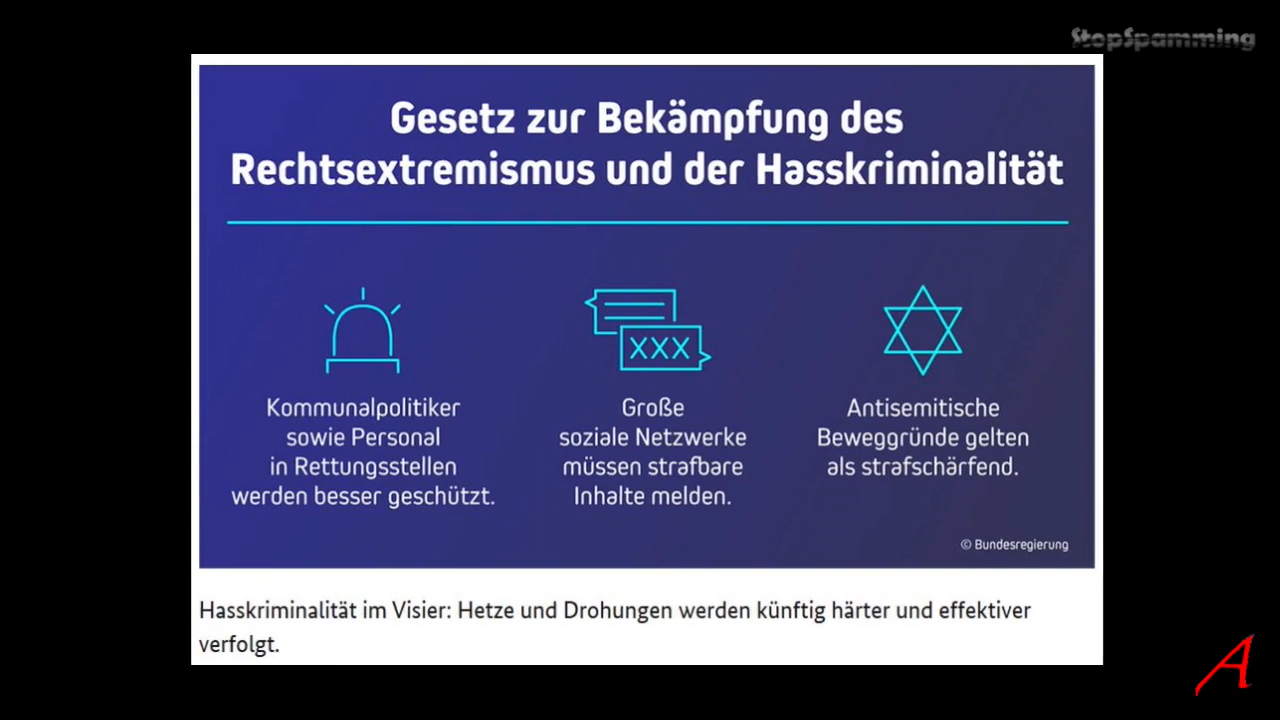 StopSpamming
Gesetz zur Bekämpfung des
Rechtsextremismus und der Hasskriminalität
XXX
Kommunalpolitiker
sowie Personal
in Rettungsstellen
werden besser geschützt.
Große
soziale Netzwerke
müssen strafbare
Inhalte melden.
Antisemitische
Beweggründe gelten
als strafschärfend.
© Bundesregierung
Hasskriminalität im Visier: Hetze und Drohungen werden künftig härter und effektiver
verfolgt.
A